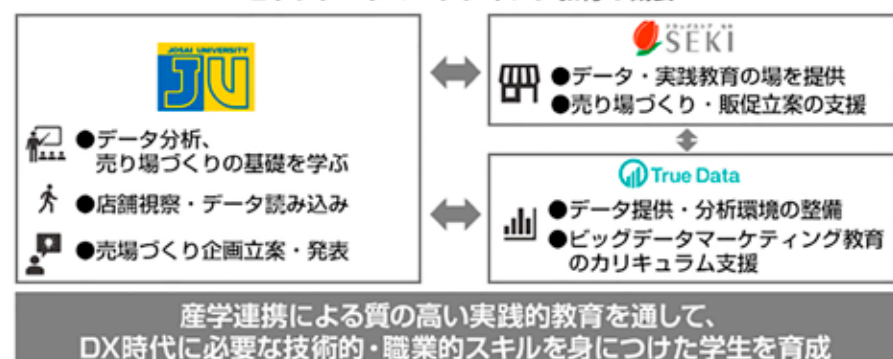 JOSAI UNIVERSITY
JU
●データ分析、
売り場づくりの基礎を学ぶ
●店舗視察・データ読み込み
●売場づくり企画立案・発表
SEKI
●データ・実践教育の場を提供
●売り場づくり・販促立案の支援
True Data
●データ提供・分析環境の整備
●ビッグデータマーケティング教育
のカリキュラム支援
産学連携による質の高い実践的教育を通して、
DX時代に必要な技術的・職業的スキルを身につけた学生を育成